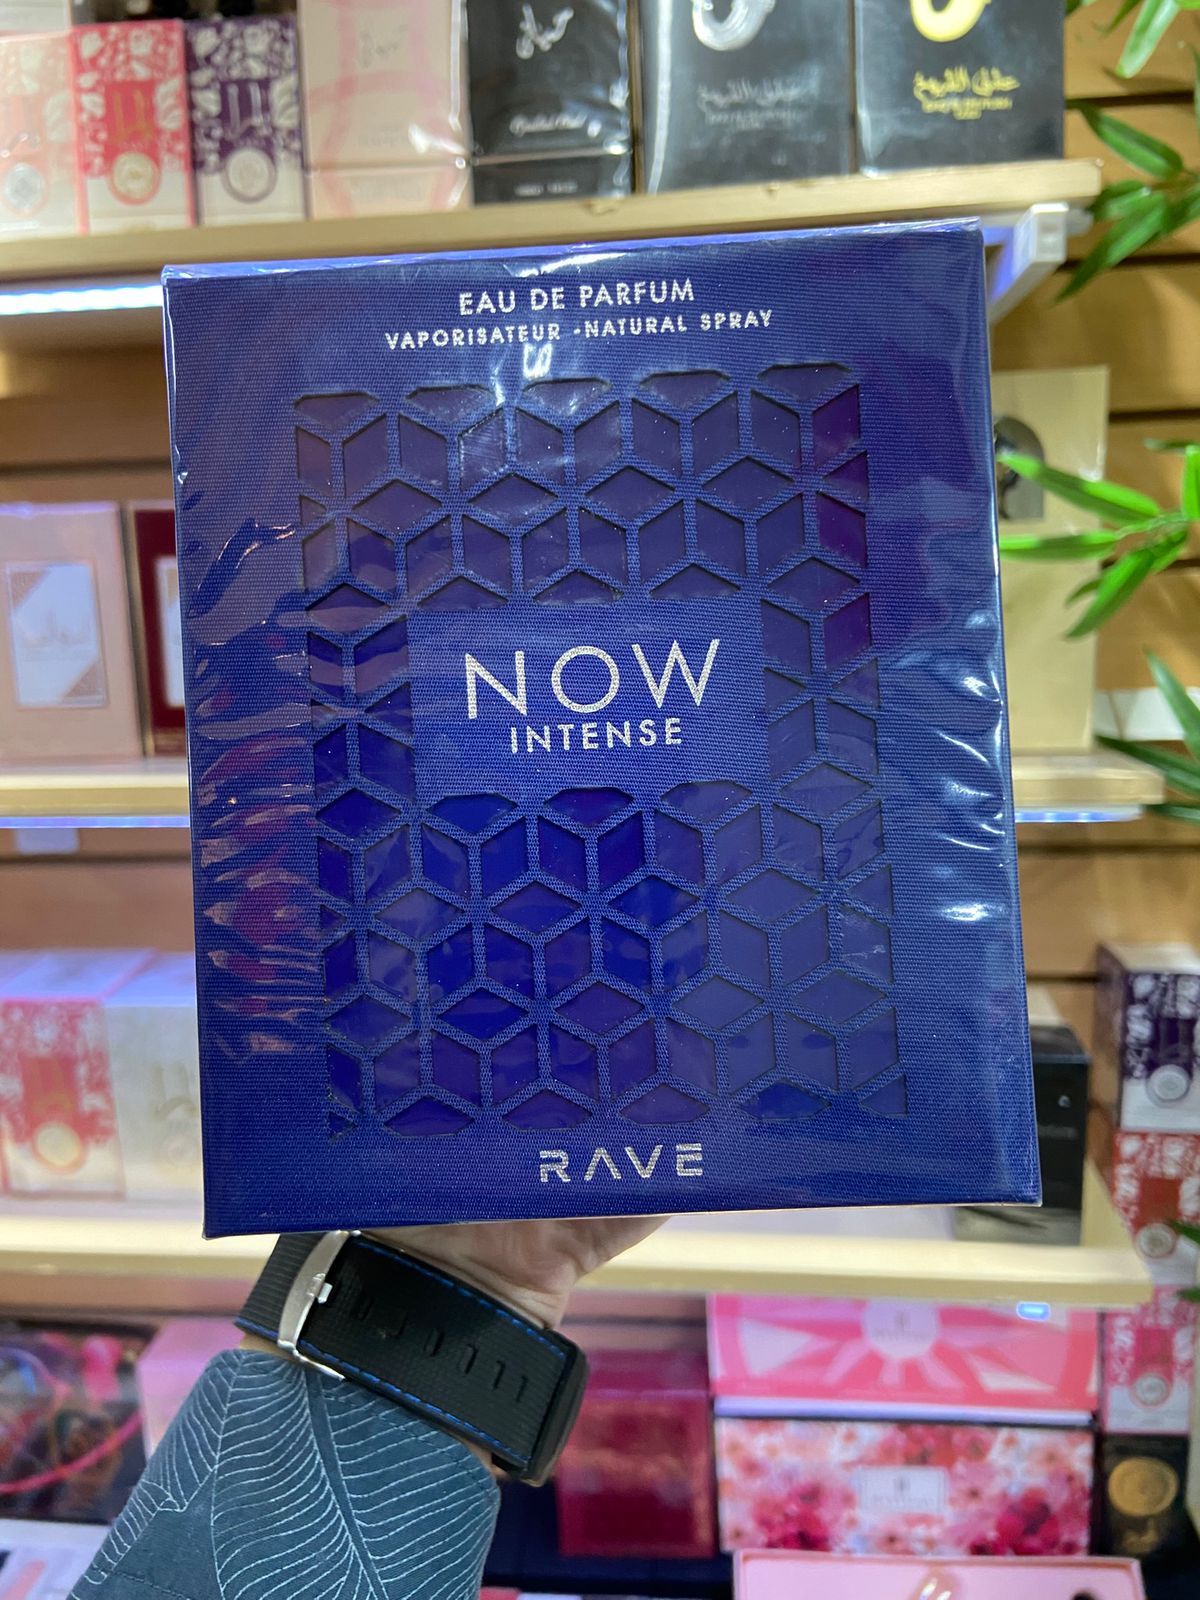 EAU DE PARFUM
VAPORISATEUR -NATURAL SPRAY
NOW
INTENSE
RAVE